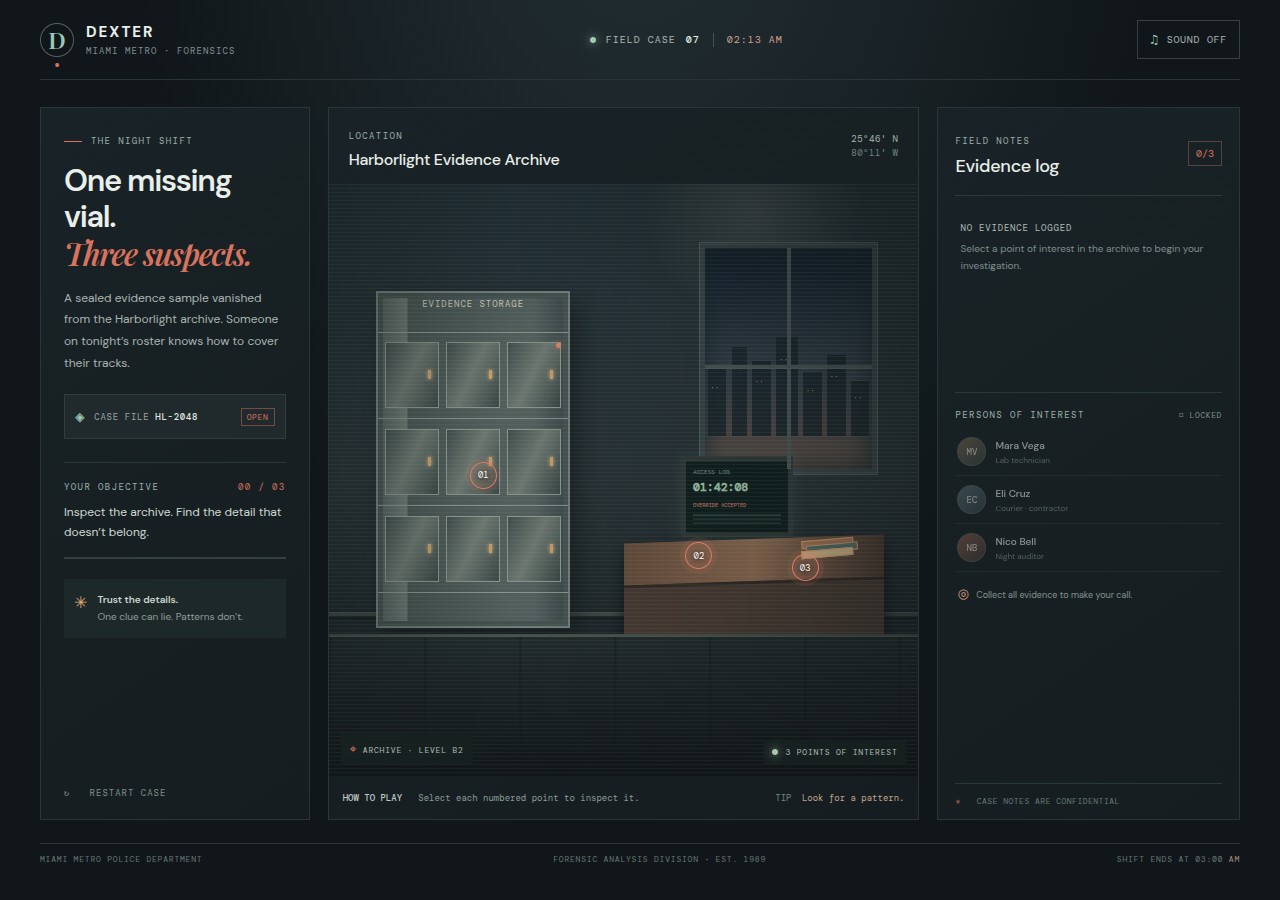 D
DEXTER
MIAMI METRO · FORENSICS
FIELD CASE 07
02:13 AM
SOUND OFF
THE NIGHT SHIFT
One missing
vial.
Three suspects.
A sealed evidence sample vanished
from the Harborlight archive. Someone
on tonight’s roster knows how to cover
their tracks.
CASE FILE HL-2048
OPEN
YOUR OBJECTIVE
00 / 03
Inspect the archive. Find the detail that
doesn’t belong.
Trust the details.
One clue can lie. Patterns don’t.
RESTART CASE
LOCATION
Harborlight Evidence Archive
25°46' N
80°11' W
EVIDENCE STORAGE
01
ACCESS LOG
01:42:08
OVERRIDE ACCEPTED
02
03
ARCHIVE · LEVEL B2
3 POINTS OF INTEREST
HOW TO PLAY Select each numbered point to inspect it.
TIP Look for a pattern.
FIELD NOTES
Evidence log
0/3
NO EVIDENCE LOGGED
Select a point of interest in the archive to begin your
investigation.
PERSONS OF INTEREST
LOCKED
MV
Mara Vega
Lab technician
EC
Eli Cruz
Courier · contractor
NB
Nico Bell
Night auditor
Collect all evidence to make your call.
CASE NOTES ARE CONFIDENTIAL
MIAMI METRO POLICE DEPARTMENT
FORENSIC ANALYSIS DIVISION · EST. 1989
SHIFT ENDS AT 03:00 AM